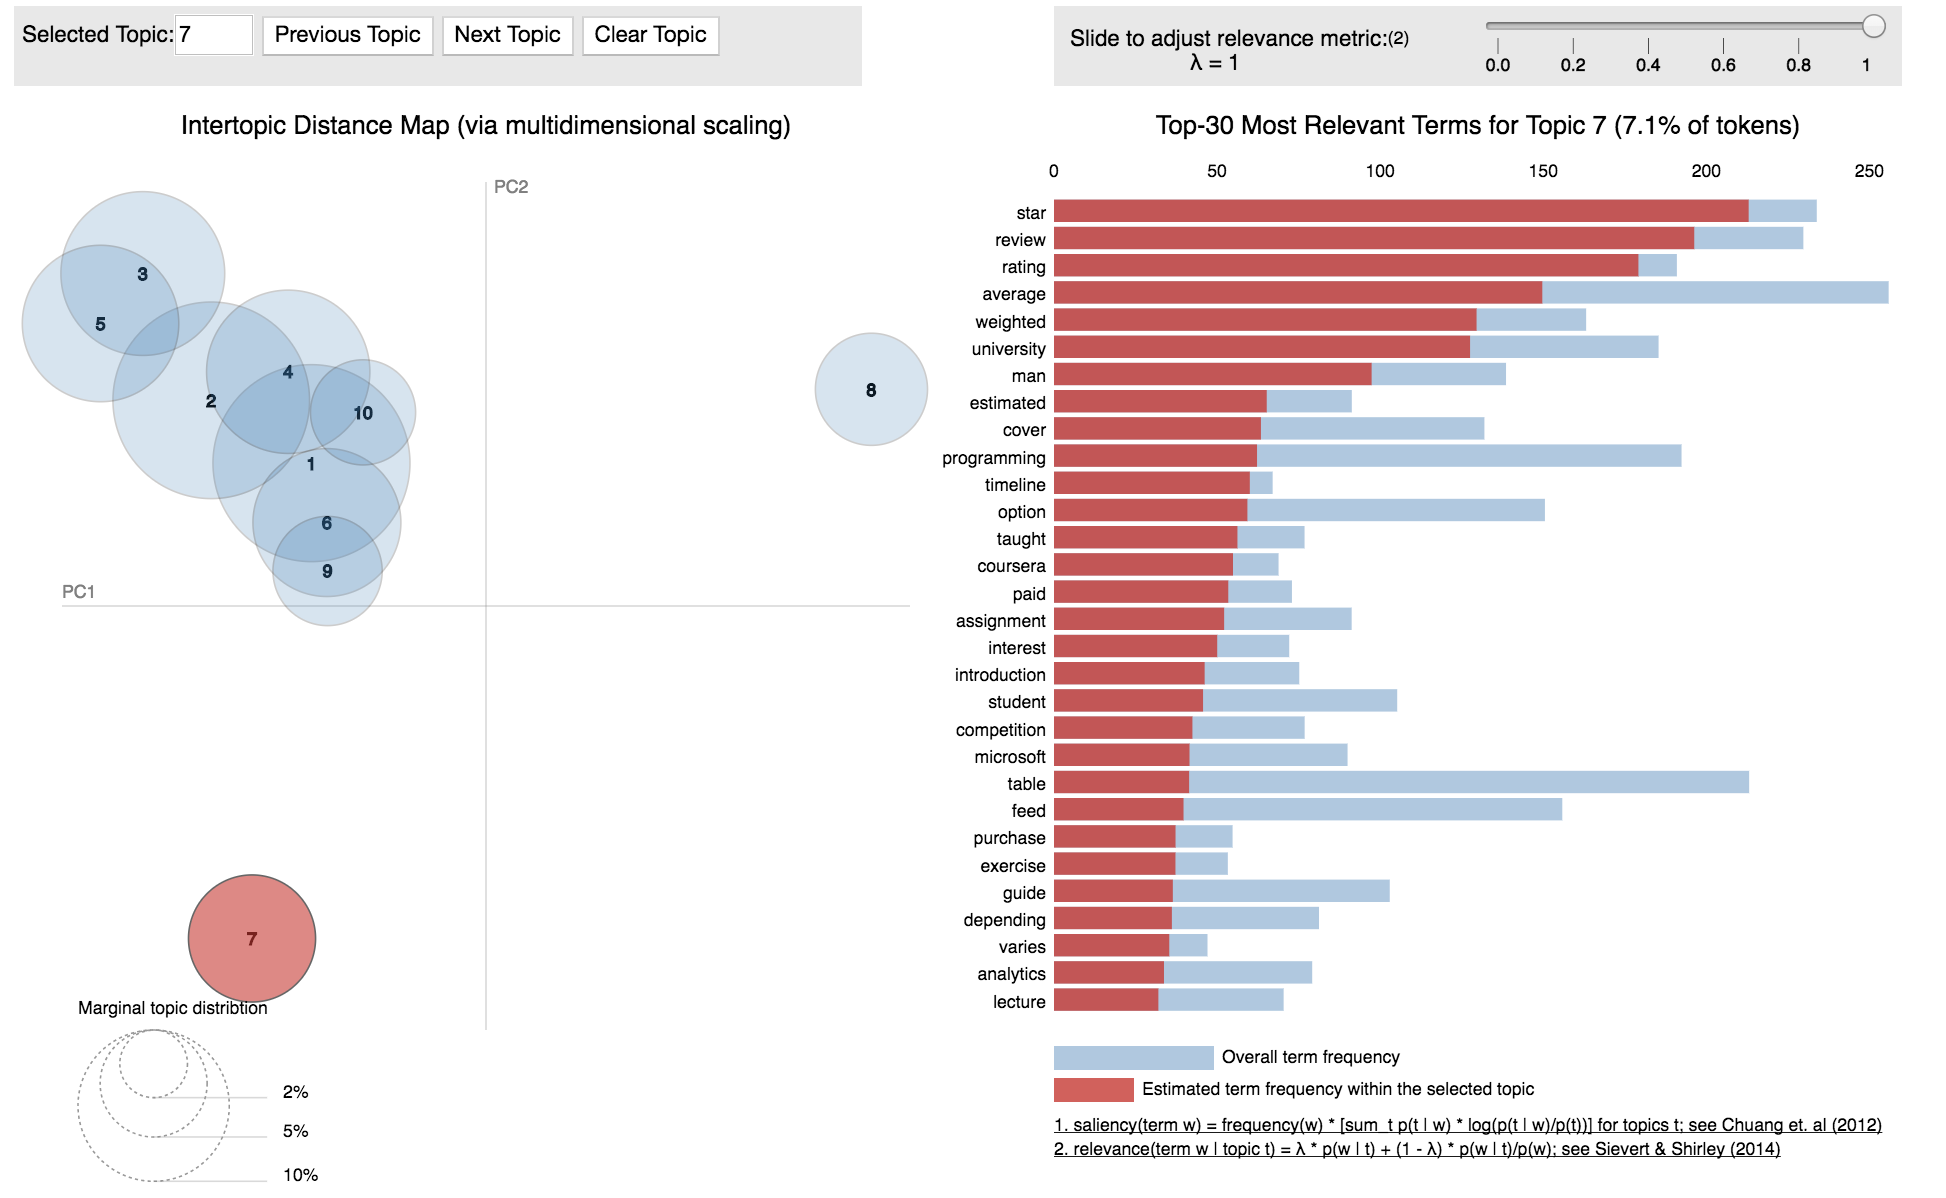 Selected Topic: 7 Previous Topic Next Topic Clear Topic
Slide to adjust relevance metric:(2)
λ = 1
0.0 0.2 0.4 0.6 0.8 1
Intertopic Distance Map (via multidimensional scaling)
PC2
3
5
4
2
10
8
1
6
9
PC1
7
Marginal topic distribtion
2%
5%
10%
Top-30 Most Relevant Terms for Topic 7 (7.1% of tokens)
0 50 100 150 200 250
star
review
rating
average
weighted
university
man
estimated
cover
programming
timeline
option
taught
coursera
paid
assignment
interest
introduction
student
competition
microsoft
table
feed
purchase
exercise
guide
depending
varies
analytics
lecture
Overall term frequency
Estimated term frequency within the selected topic
1. saliency(term w) = frequency(w) * [sum_t p(t | w) * log(p(t | w)/p(t))] for topics t; see Chuang et. al (2012)
2. relevance(term w | topic t) = λ * p(w | t) + (1 - λ) * p(w | t)/p(w); see Sievert & Shirley (2014)